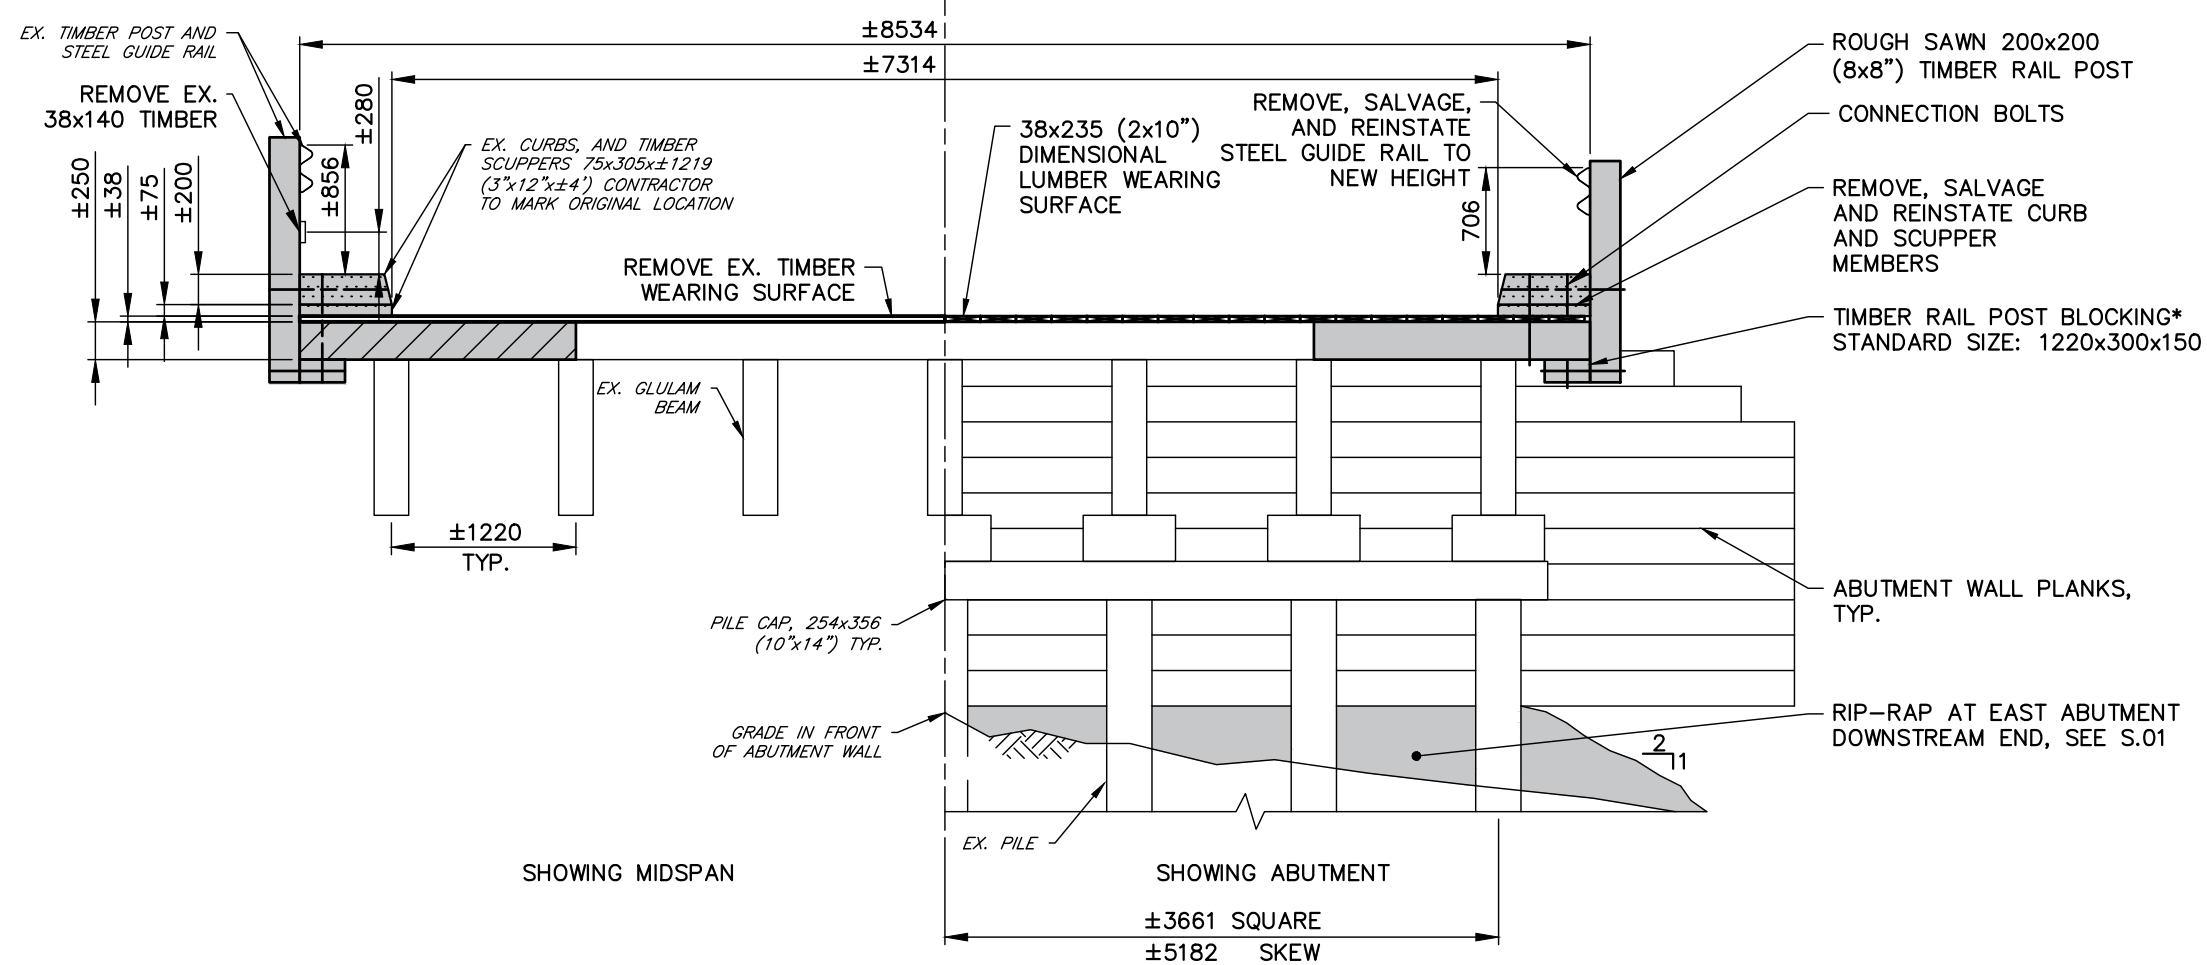 ±8534
±7314
EX. TIMBER POST AND
STEEL GUIDE RAIL
REMOVE EX.
38x140 TIMBER
±250
±38
±75
±200
±856
±280
EX. CURBS, AND TIMBER
SCUPPERS 75x305x±1219
(3"x12"x±4') CONTRACTOR
TO MARK ORIGINAL LOCATION
REMOVE EX. TIMBER
WEARING SURFACE
38x235 (2x10")
DIMENSIONAL
LUMBER WEARING
SURFACE
REMOVE, SALVAGE,
AND REINSTATE
STEEL GUIDE RAIL TO
NEW HEIGHT
706
ROUGH SAWN 200x200
(8x8") TIMBER RAIL POST
CONNECTION BOLTS
REMOVE, SALVAGE
AND REINSTATE CURB
AND SCUPPER
MEMBERS
TIMBER RAIL POST BLOCKING*
STANDARD SIZE: 1220x300x150
EX. GLULAM
BEAM
±1220
TYP.
PILE CAP, 254x356
(10"x14") TYP.
ABUTMENT WALL PLANKS,
TYP.
GRADE IN FRONT
OF ABUTMENT WALL
RIP-RAP AT EAST ABUTMENT
DOWNSTREAM END, SEE S.01
2
1
EX. PILE
SHOWING MIDSPAN
SHOWING ABUTMENT
±3661 SQUARE
±5182 SKEW